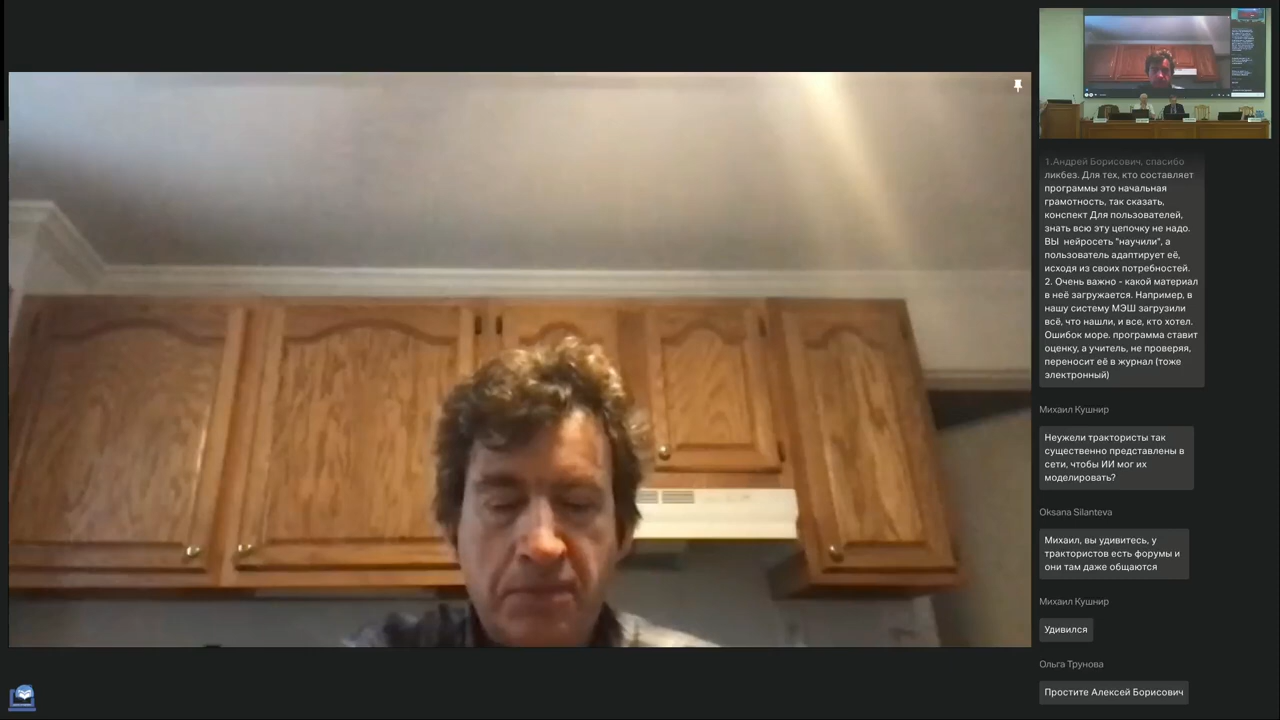 1.Андрей Борисович, спасибо
ликбез. Для тех, кто составляет
программы это начальная
грамотность, так сказать,
конспект Для пользователей,
знать всю эту цепочку не надо.
ВЫ нейросеть "научили", а
пользователь адаптирует её,
исходя из своих потребностей.
2. Очень важно - какой материал
в неё загружается. Например, в
нашу систему МЭШ загрузили
всё, что нашли, и все, кто хотел.
Ошибок море. программа ставит
оценку, а учитель, не проверяя,
переносит её в журнал (тоже
электронный)
Михаил Кушнир
Неужели трактористы так
существенно представлены в
сети, чтобы ИИ мог их
моделировать?
Oksana Silanteva
Михаил, вы удивитесь, у
трактористов есть форумы и
они там даже общаются
Михаил Кушнир
Удивился
Ольга Трунова
Простите Алексей Борисович